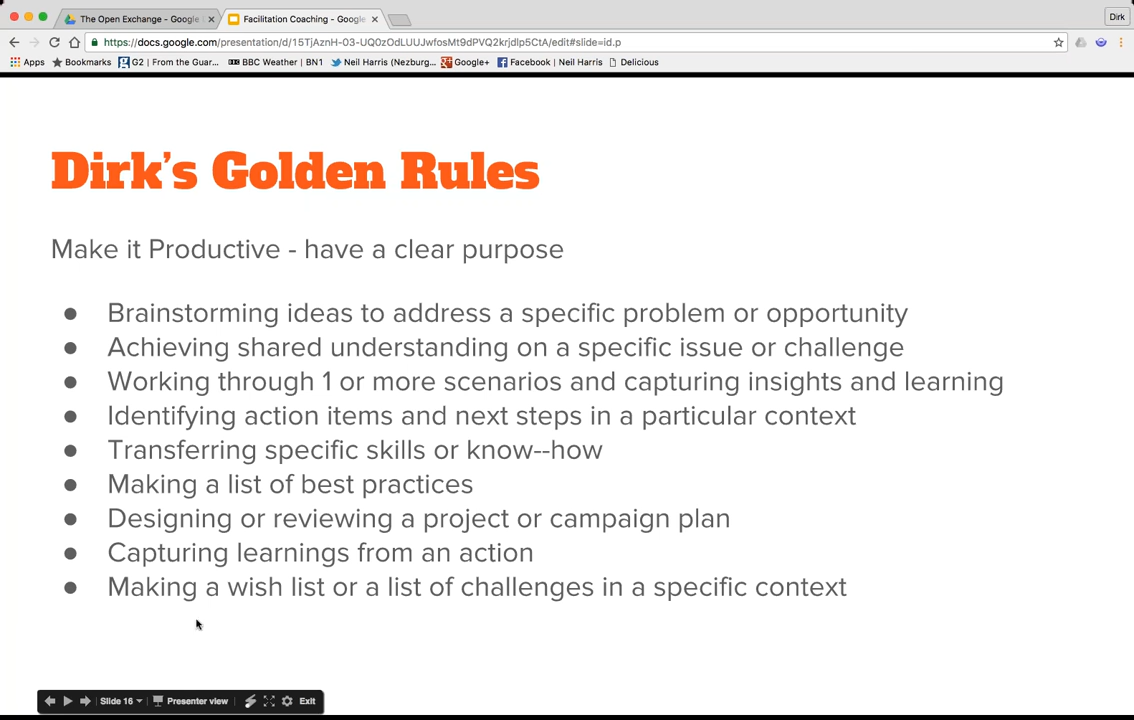 The Open Exchange - Google
Facilitation Coaching - Google
Dirk
https://docs.google.com/presentation/d/15TjAznH-03-UQ0zOdLUUJwfosMt9dPVQ2krjdlp5CtA/edit#slide=id.p
Apps Bookmarks G2 | From the Guar... BBC Weather | BN1 Neil Harris (Nezburg... Google+ Facebook | Neil Harris Delicious
Dirk's Golden Rules
Make it Productive - have a clear purpose
● Brainstorming ideas to address a specific problem or opportunity
● Achieving shared understanding on a specific issue or challenge
● Working through 1 or more scenarios and capturing insights and learning
● Identifying action items and next steps in a particular context
● Transferring specific skills or know--how
● Making a list of best practices
● Designing or reviewing a project or campaign plan
● Capturing learnings from an action
● Making a wish list or a list of challenges in a specific context
Slide 16 Presenter view Exit